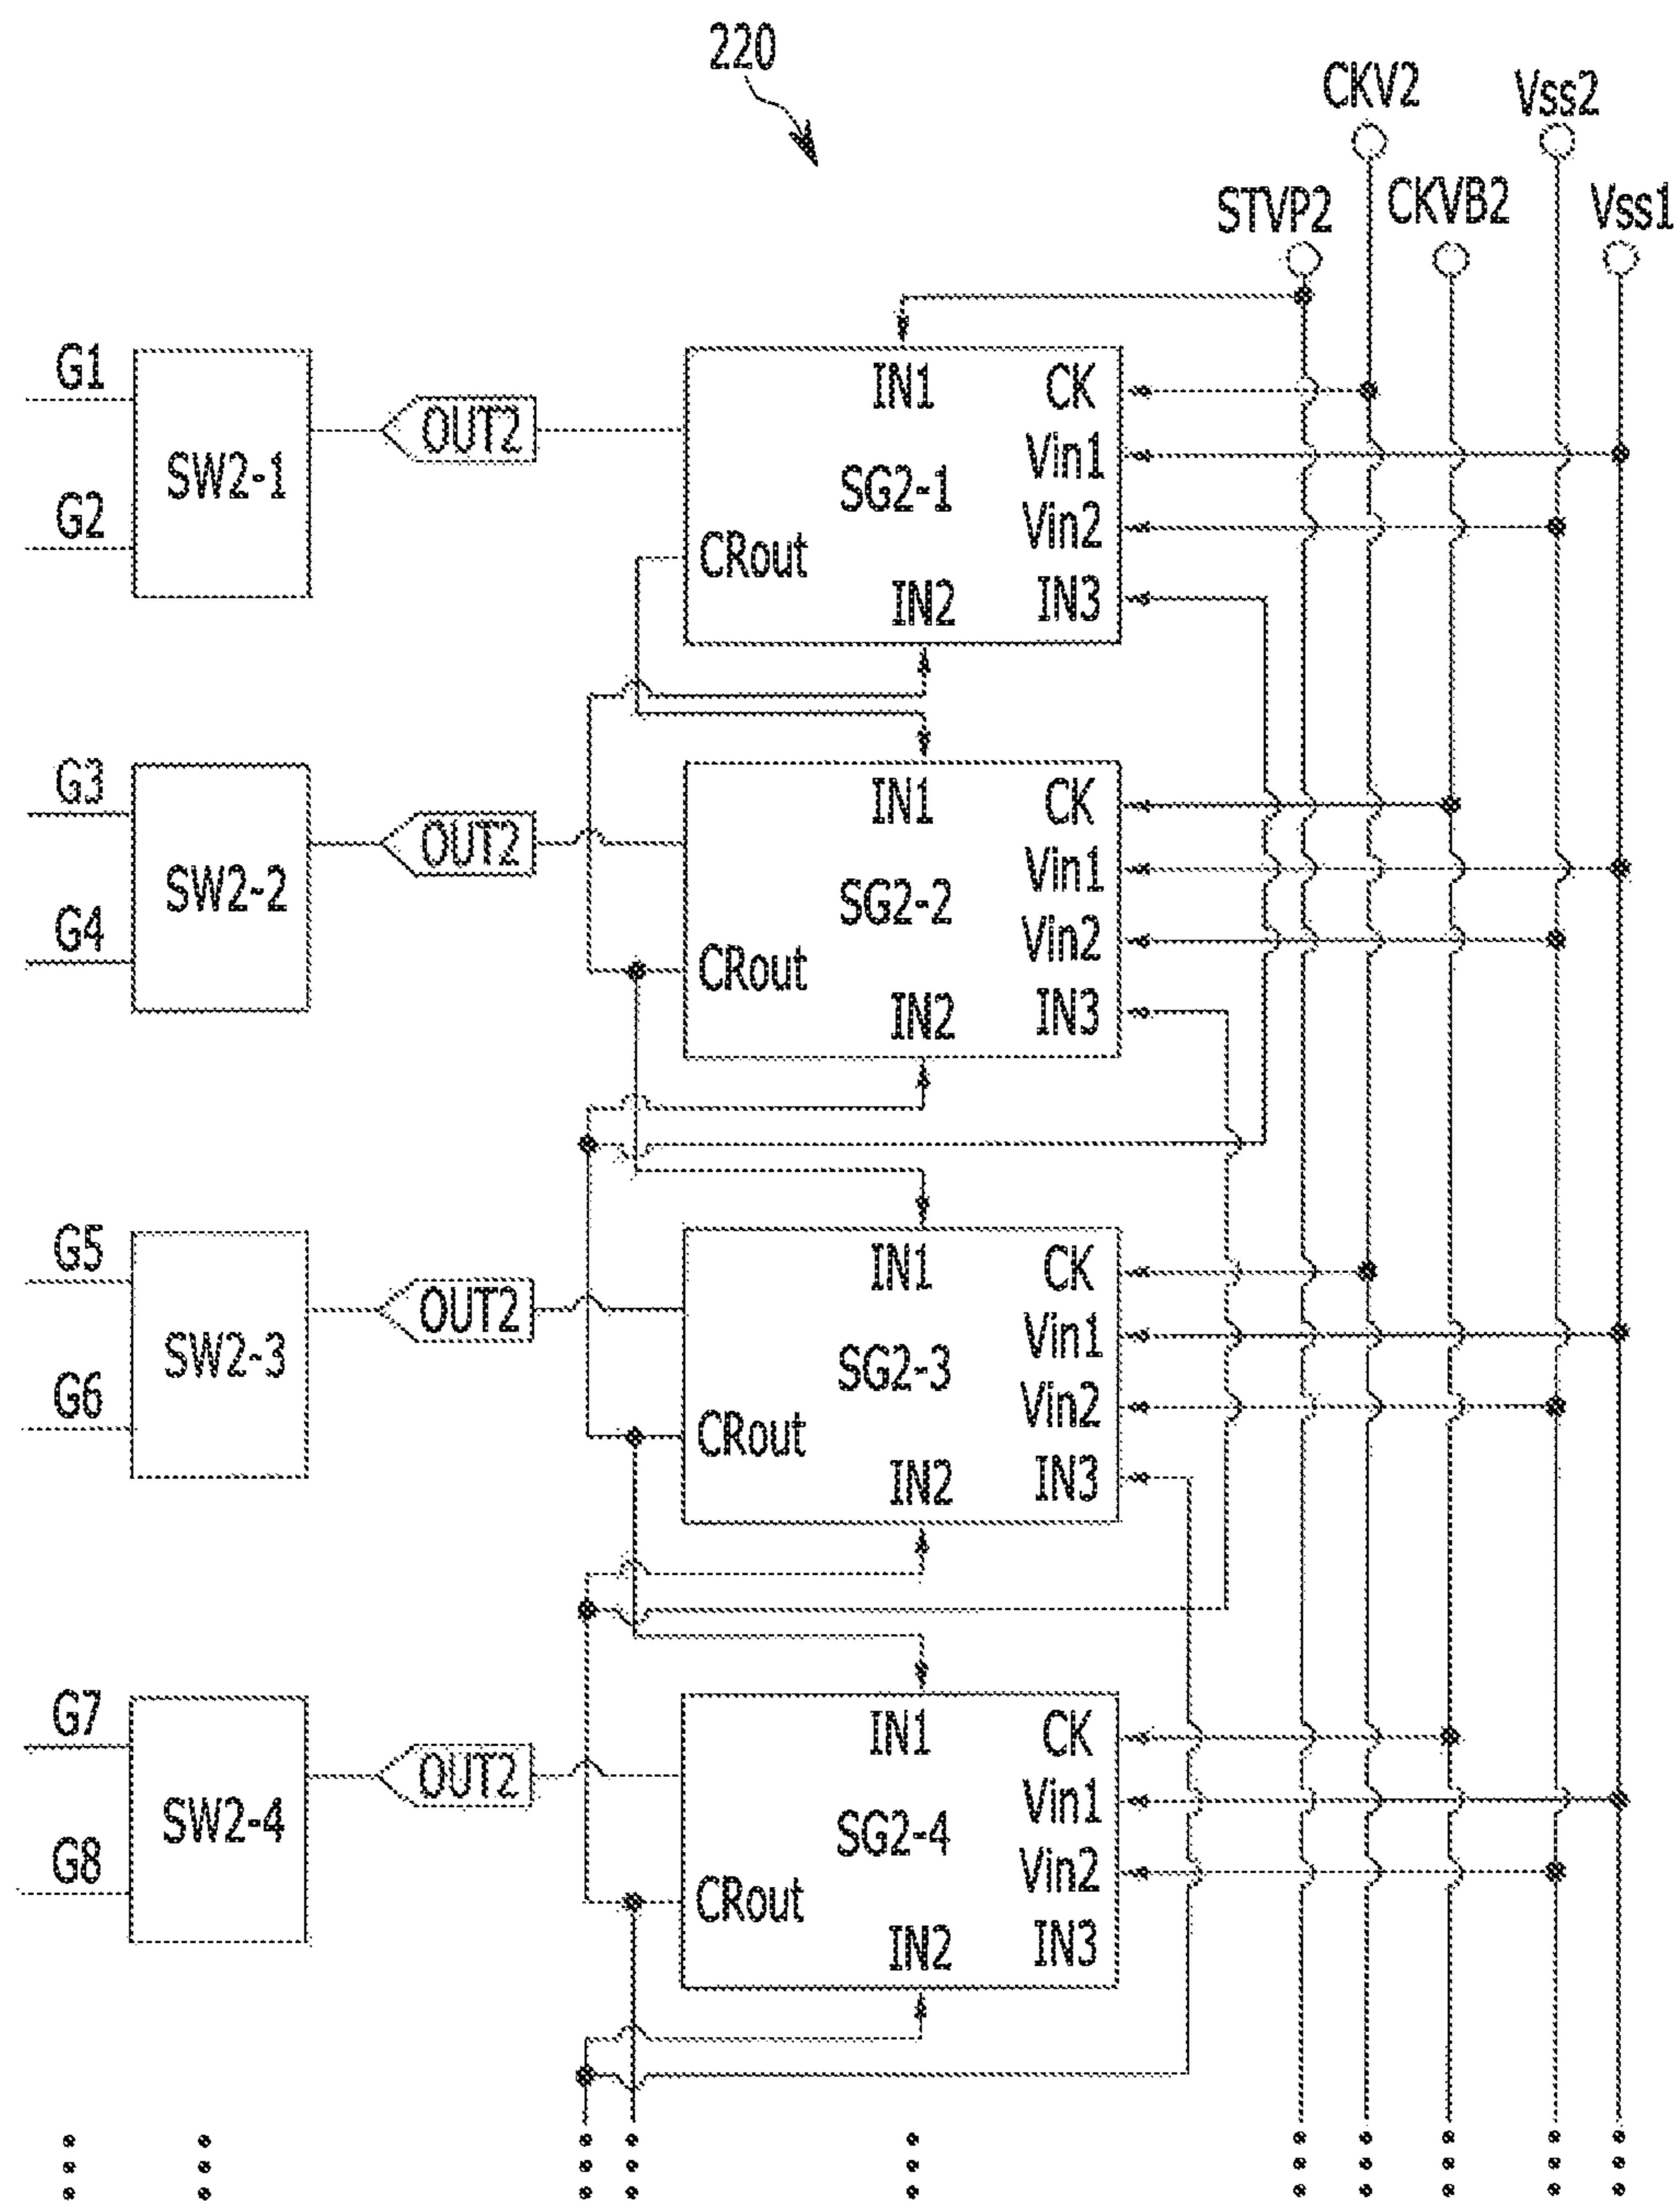 220
CKV2
Vss2
STVP2
CKVB2
Vss1
G1
G2
SW2-1
OUT2
IN1
CK
Vin1
SG2-1
Vin2
CRout
IN2
IN3
G3
G4
SW2-2
OUT2
IN1
CK
Vin1
SG2-2
Vin2
CRout
IN2
IN3
G5
G6
SW2-3
OUT2
IN1
CK
Vin1
SG2-3
Vin2
CRout
IN2
IN3
G7
G8
SW2-4
OUT2
IN1
CK
Vin1
SG2-4
Vin2
CRout
IN2
IN3